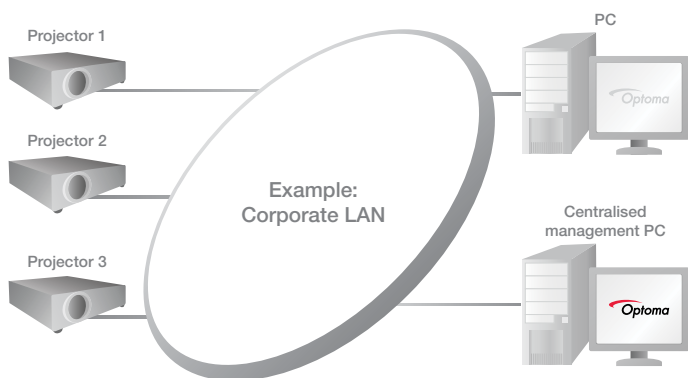 Projector 1
PC
Optoma
Projector 2
Example:
Corporate LAN
Centralised
management PC
Projector 3
Optoma